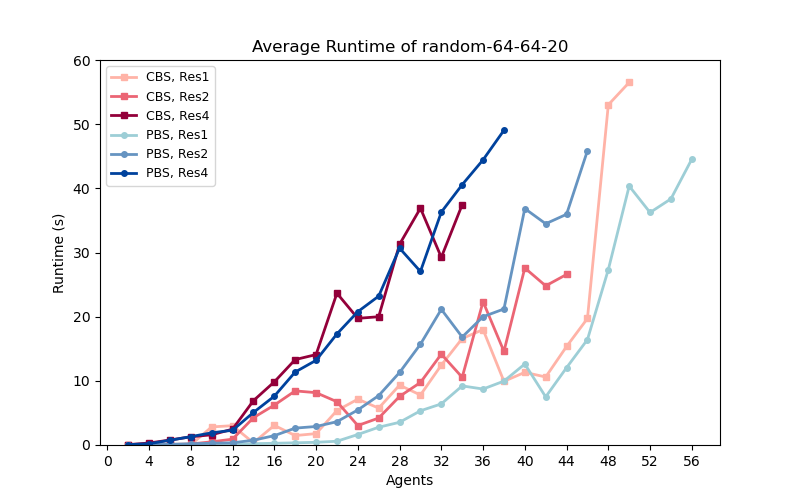 Average Runtime of random-64-64-20
60
50
40
30
20
10
0
Runtime (s)
CBS, Res1
CBS, Res2
CBS, Res4
PBS, Res1
PBS, Res2
PBS, Res4
0 4 8 12 16 20 24 28 32 36 40 44 48 52 56
Agents